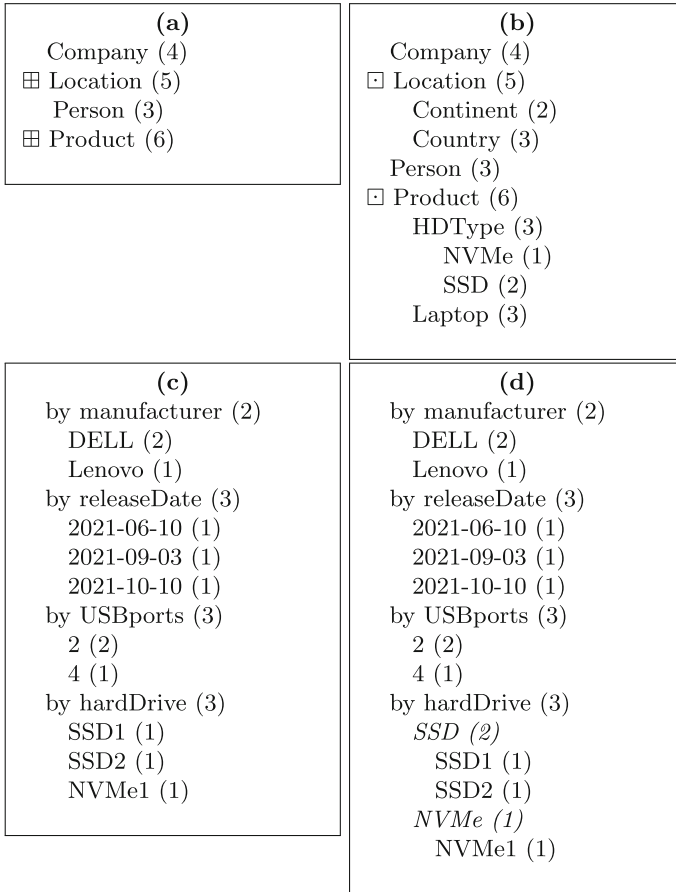 (a)
Company (4)
⊞ Location (5)
Person (3)
⊞ Product (6)
(b)
Company (4)
⊡ Location (5)
Continent (2)
Country (3)
Person (3)
⊡ Product (6)
HDType (3)
NVMe (1)
SSD (2)
Laptop (3)
(c)
by manufacturer (2)
DELL (2)
Lenovo (1)
by releaseDate (3)
2021-06-10 (1)
2021-09-03 (1)
2021-10-10 (1)
by USBports (3)
2 (2)
4 (1)
by hardDrive (3)
SSD1 (1)
SSD2 (1)
NVMe1 (1)
(d)
by manufacturer (2)
DELL (2)
Lenovo (1)
by releaseDate (3)
2021-06-10 (1)
2021-09-03 (1)
2021-10-10 (1)
by USBports (3)
2 (2)
4 (1)
by hardDrive (3)
SSD (2)
SSD1 (1)
SSD2 (1)
NVMe (1)
NVMe1 (1)